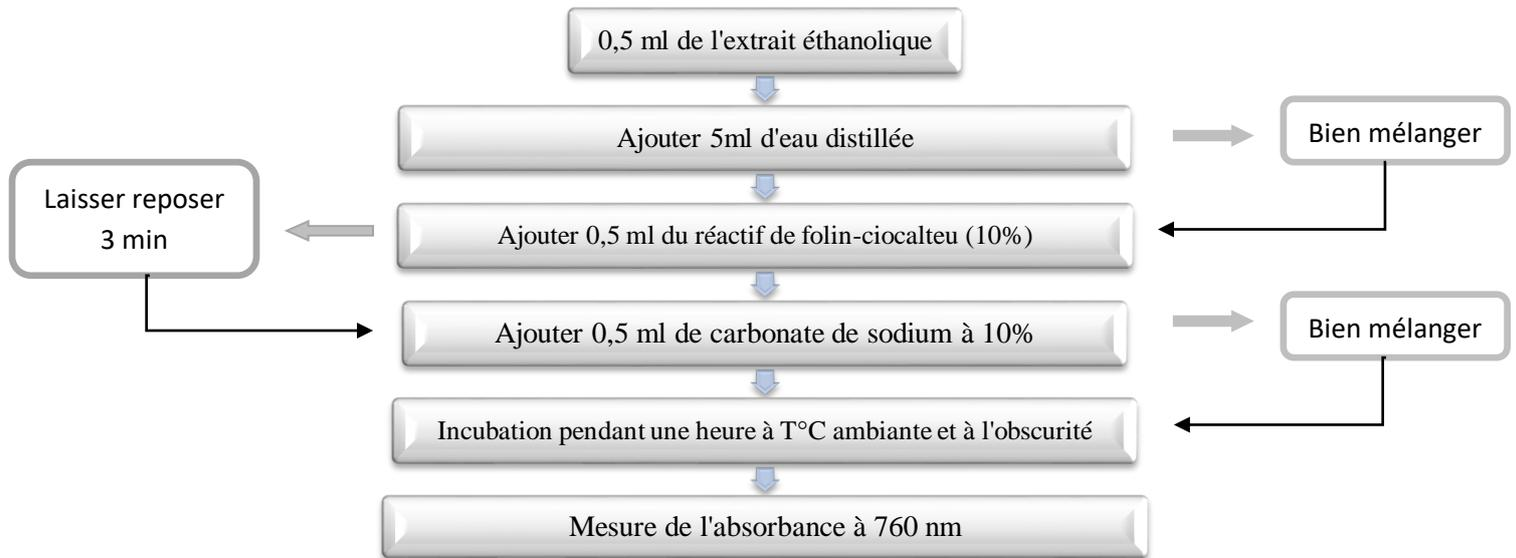 0,5 ml de l'extrait éthanolique
Ajouter 5ml d'eau distillée
Bien mélanger
Ajouter 0,5 ml du réactif de folin-ciocalteu (10%)
Laisser reposer
3 min
Ajouter 0,5 ml de carbonate de sodium à 10%
Bien mélanger
Incubation pendant une heure à T°C ambiante et à l'obscurité
Mesure de l'absorbance à 760 nm